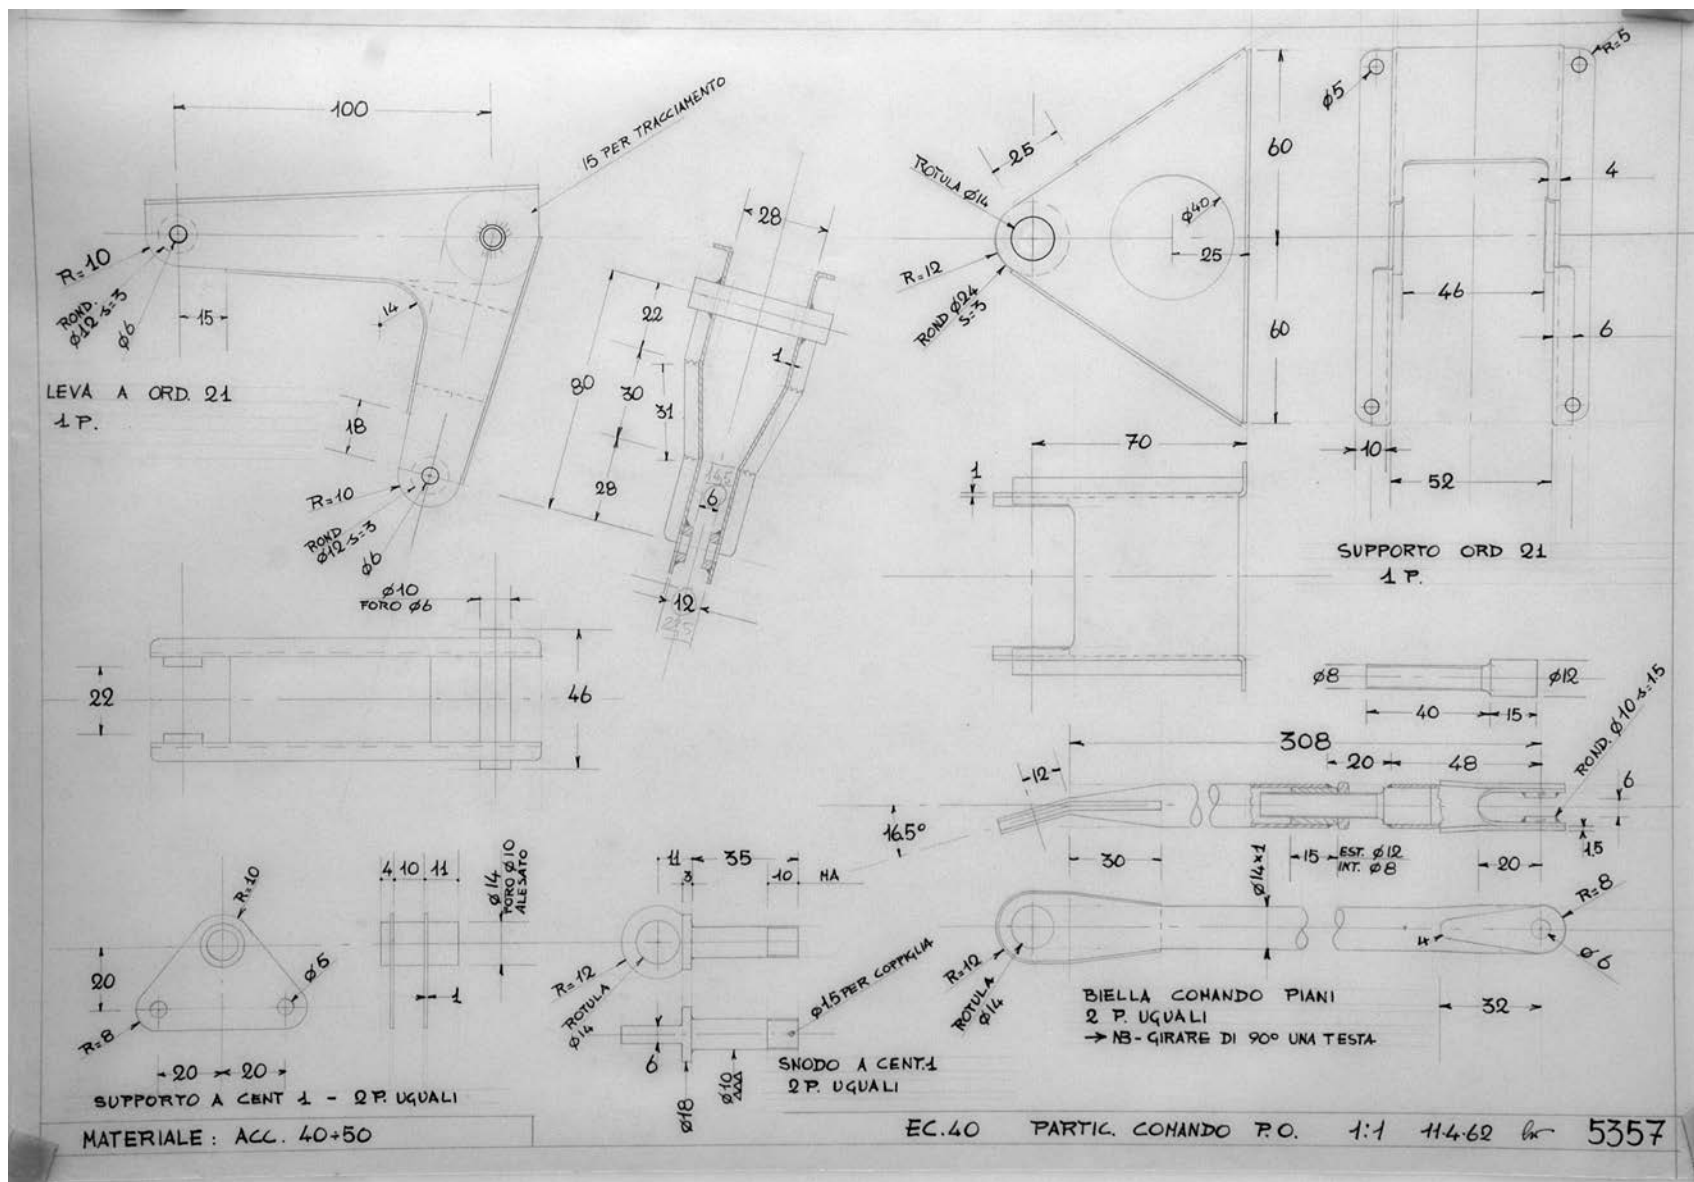 100
15 PER TRACCIAMENTO
R=10
ROND.
Ø12 s=3
Ø6
15
14
LEVA A ORD. 21
1 P.
18
R=10
ROND
Ø12 s=3
Ø6
28
22
80
30
31
1
28
6
12
Ø10
FORO Ø6
22
46
25
ROTULA Ø14
R=12
ROND Ø24
s=3
Ø40
25
60
60
70
1
Ø5
R=5
4
46
6
10
52
SUPPORTO ORD 21
1 P.
Ø8
Ø12
40
15
308
20
48
ROND. Ø10 s=1.5
6
12
16.5°
30
15
EST. Ø12
INT. Ø8
20
1.5
Ø14x1
R=8
4
Ø6
R=12
ROTULA
Ø14
32
BIELLA COMANDO PIANI
2 P. UGUALI
→ NB - GIRARE DI 90° UNA TESTA
R=10
20
Ø5
R=8
20
20
4
10
11
Ø14
FORO Ø10
ALESATO
1
SUPPORTO A CENT 1 - 2 P. UGUALI
11
35
3
10
MA
R=12
ROTULA
Ø14
Ø1.5 PER COPPIGLIA
6
Ø18
Ø10
SNODO A CENT.1
2 P. UGUALI
MATERIALE: ACC. 40÷50
EC.40 PARTIC. COMANDO P.O. 1:1 11.4.62 5357